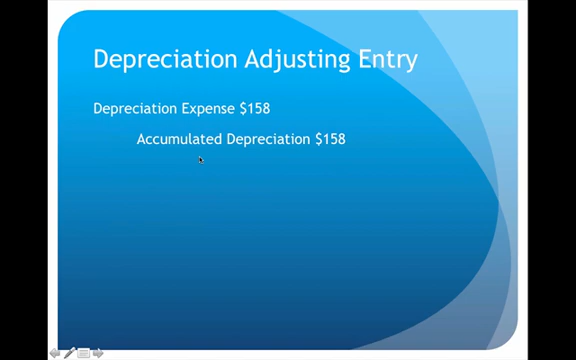 Depreciation Adjusting Entry
Depreciation Expense $158
Accumulated Depreciation $158